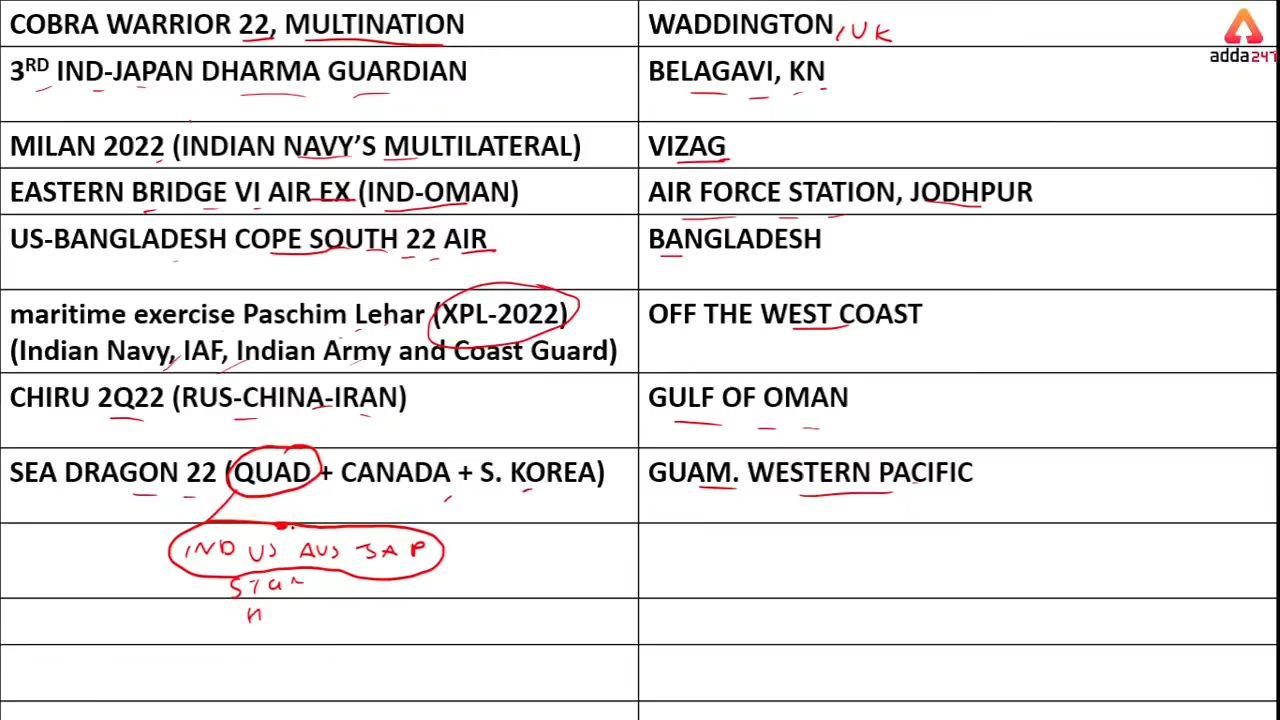 COBRA WARRIOR 22, MULTINATION
WADDINGTON, UK
adda247
3RD IND-JAPAN DHARMA GUARDIAN
BELAGAVI, KN
MILAN 2022 (INDIAN NAVY’S MULTILATERAL)
VIZAG
EASTERN BRIDGE VI AIR EX (IND-OMAN)
AIR FORCE STATION, JODHPUR
US-BANGLADESH COPE SOUTH 22 AIR
BANGLADESH
maritime exercise Paschim Lehar (XPL-2022)
(Indian Navy, IAF, Indian Army and Coast Guard)
OFF THE WEST COAST
CHIRU 2Q22 (RUS-CHINA-IRAN)
GULF OF OMAN
SEA DRAGON 22 (QUAD + CANADA + S. KOREA)
GUAM. WESTERN PACIFIC
IND US AUS JAP